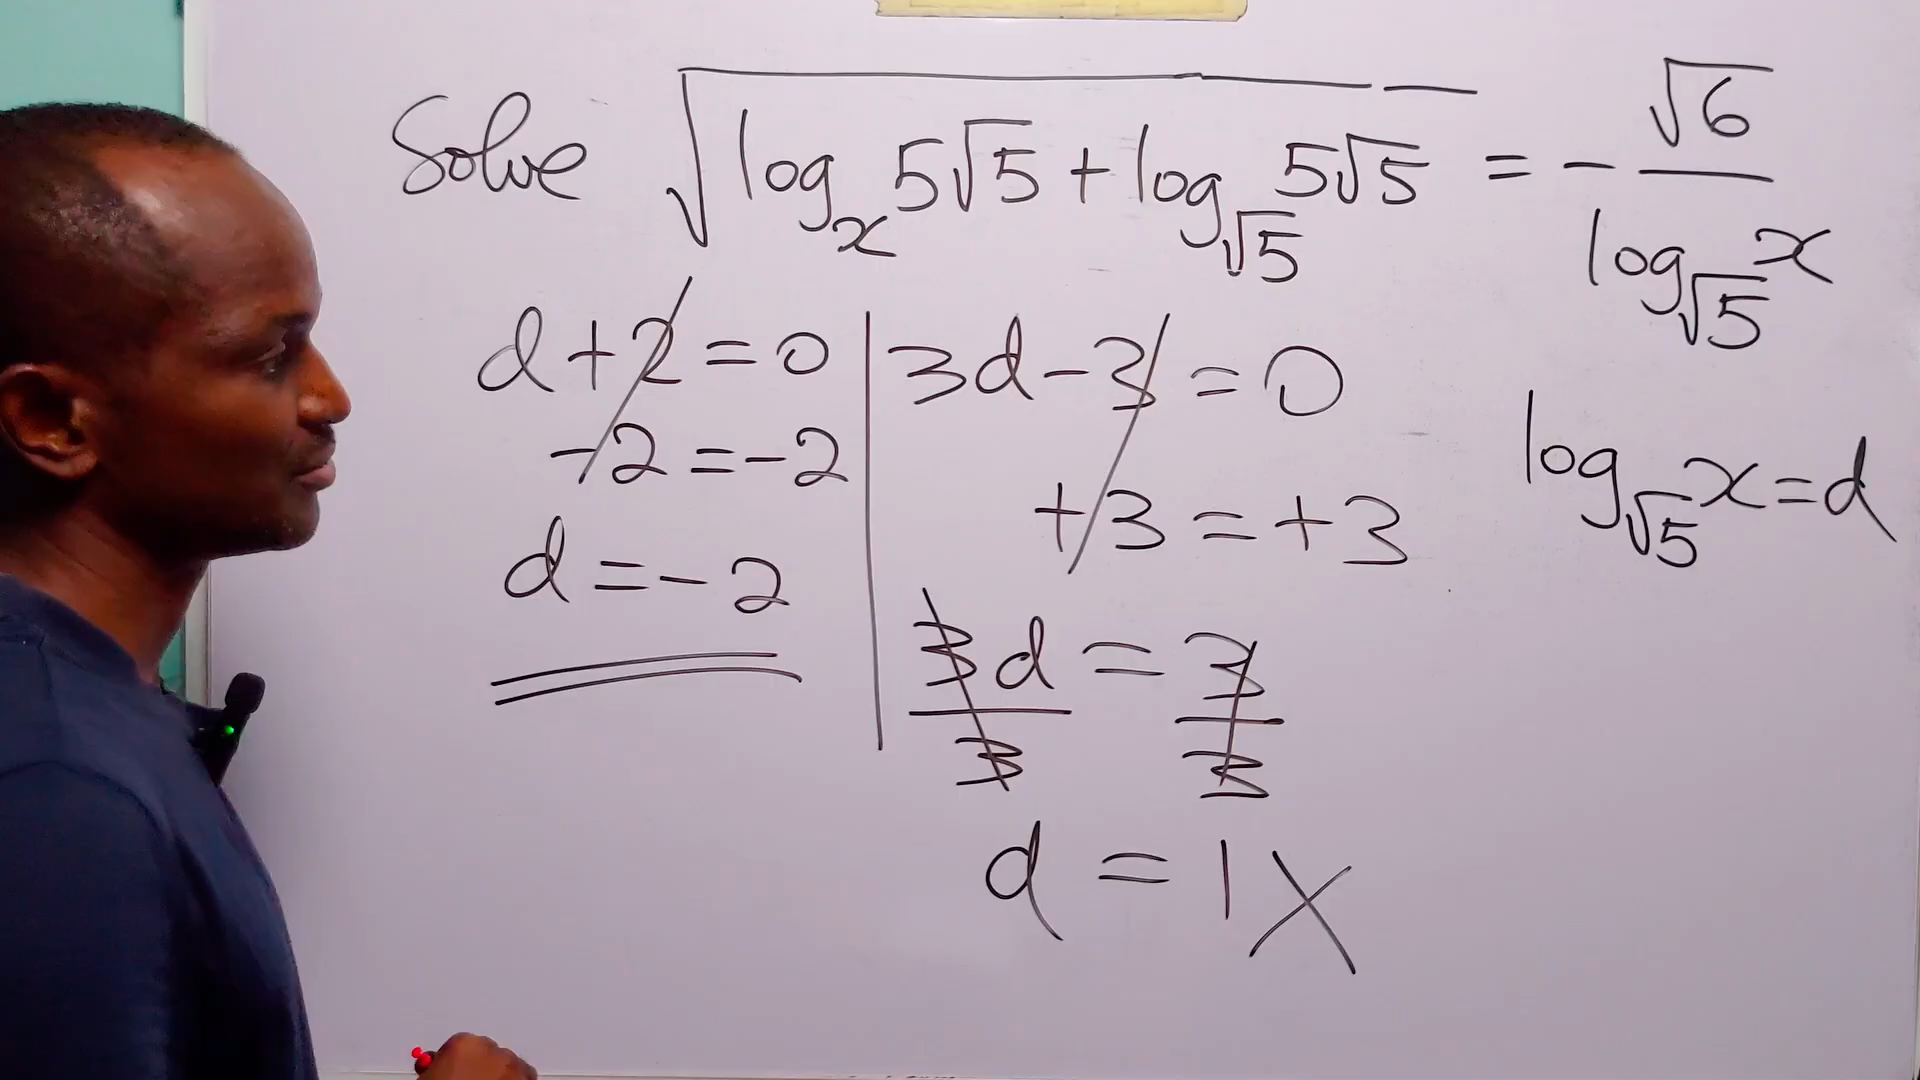 Solve √(log_x 5√5 + log_√5 5√5) = - √6 / log_√5 x
d + 2 = 0
-2 = -2
d = -2
3d - 3 = 0
+3 = +3
3d/3 = 3/3
d = 1 X
log_√5 x = d